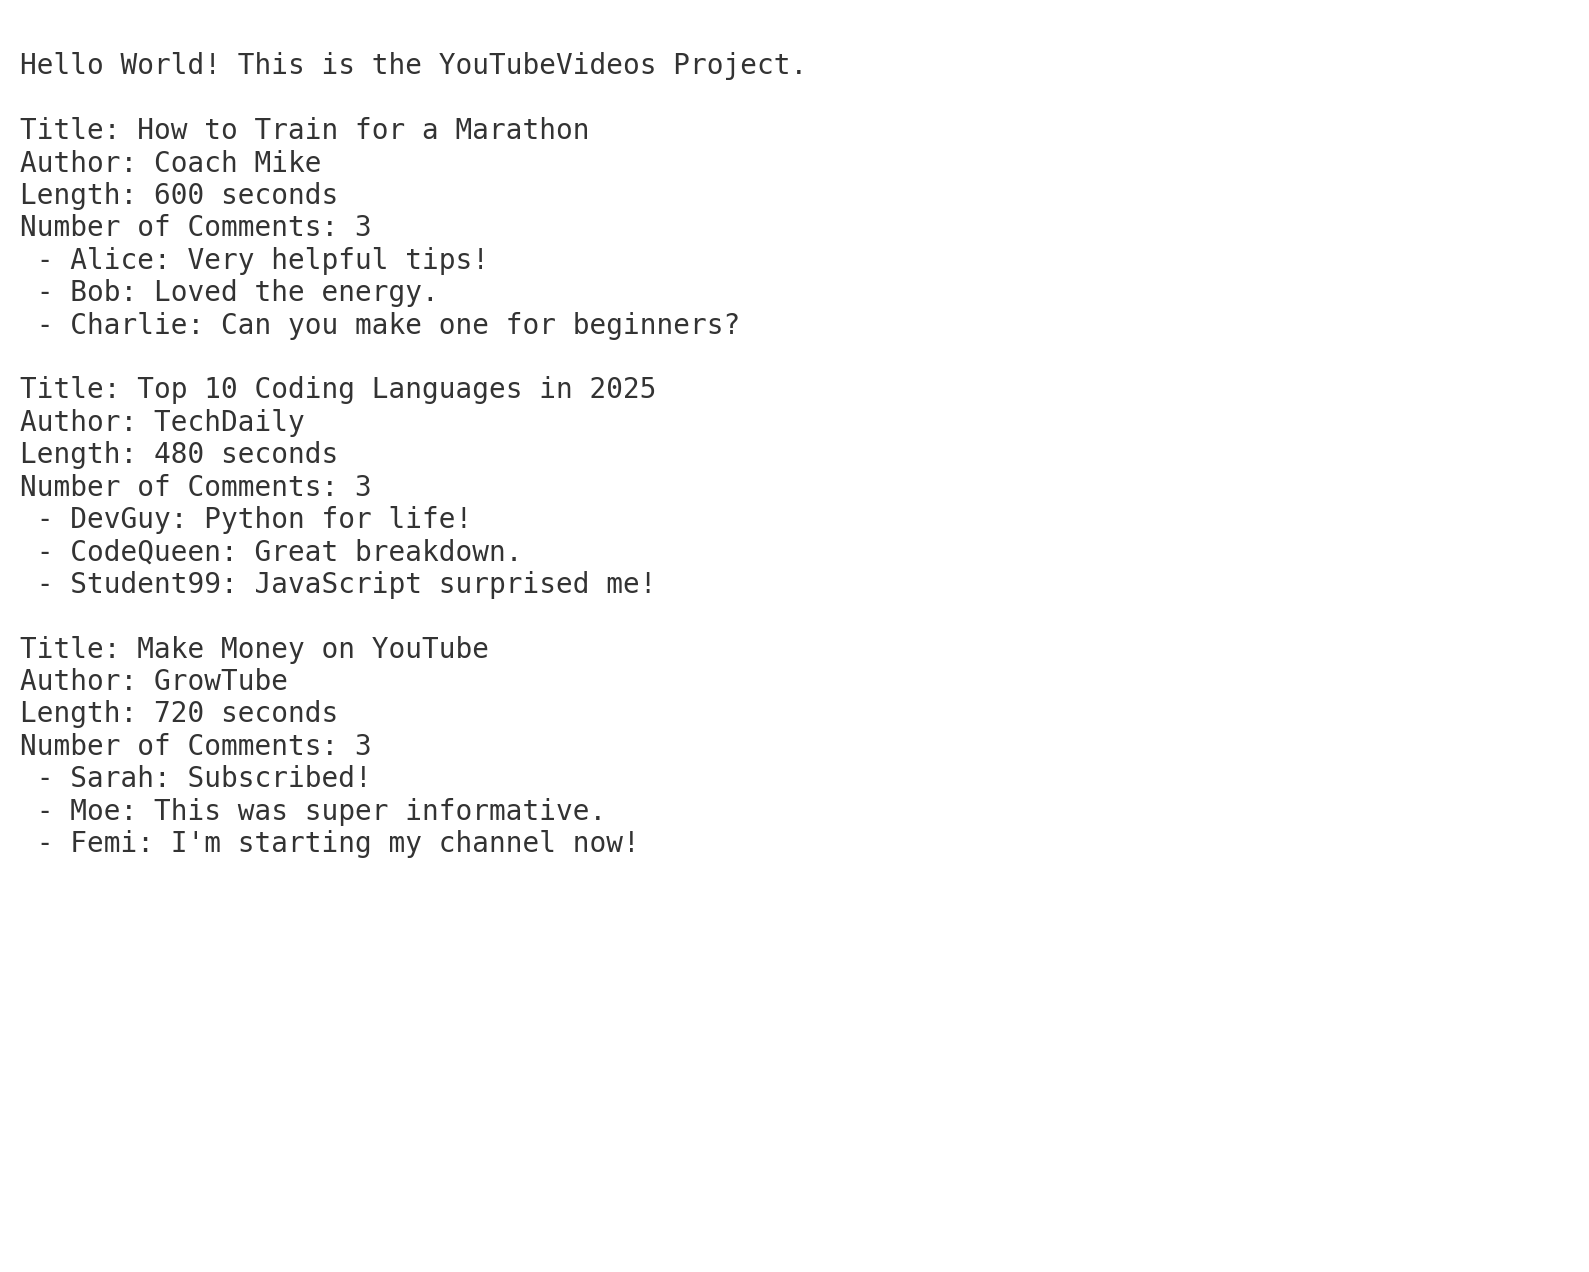 Hello World! This is the YouTubeVideos Project.
Title: How to Train for a Marathon
Author: Coach Mike
Length: 600 seconds
Number of Comments: 3
 - Alice: Very helpful tips!
 - Bob: Loved the energy.
 - Charlie: Can you make one for beginners?
Title: Top 10 Coding Languages in 2025
Author: TechDaily
Length: 480 seconds
Number of Comments: 3
 - DevGuy: Python for life!
 - CodeQueen: Great breakdown.
 - Student99: JavaScript surprised me!
Title: Make Money on YouTube
Author: GrowTube
Length: 720 seconds
Number of Comments: 3
 - Sarah: Subscribed!
 - Moe: This was super informative.
 - Femi: I'm starting my channel now!